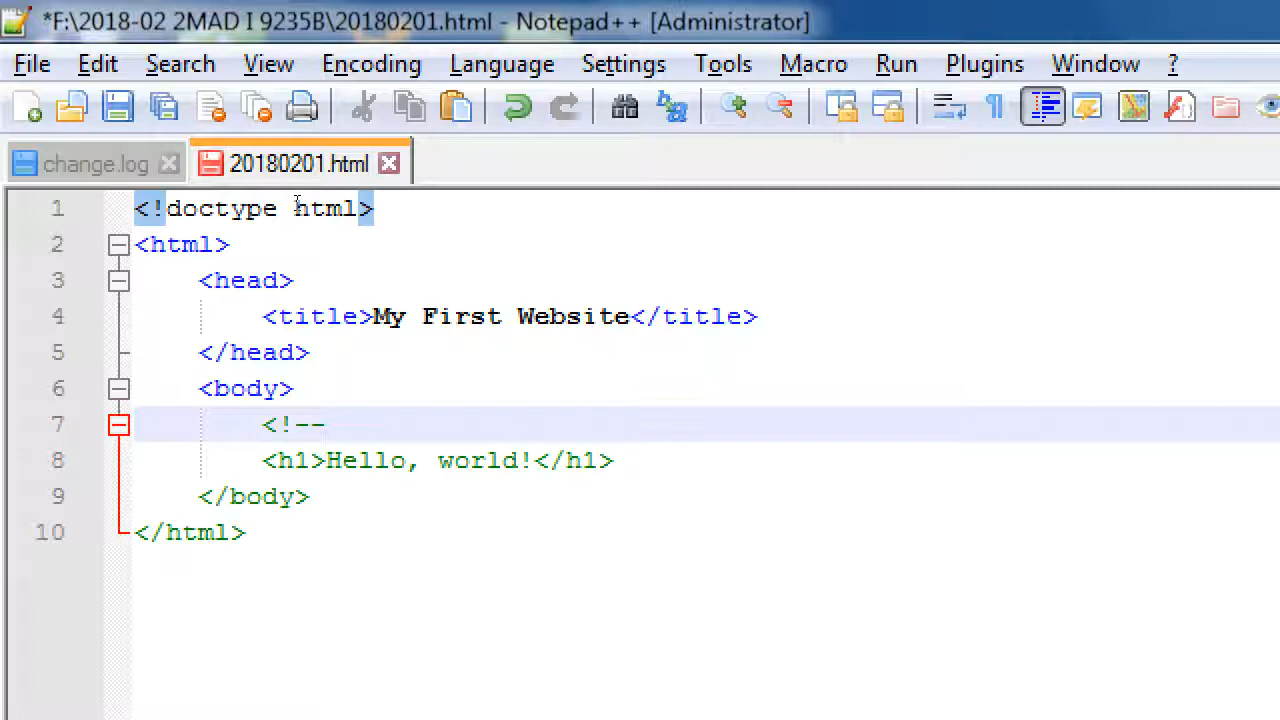 *F:\2018-02 2MAD I 9235B\20180201.html - Notepad++ [Administrator]
File Edit Search View Encoding Language Settings Tools Macro Run Plugins Window ?
change.log 20180201.html
1 <!doctype html>
2 <html>
3 <head>
4 <title>My First Website</title>
5 </head>
6 <body>
7 <!--
8 <h1>Hello, world!</h1>
9 </body>
10 </html>